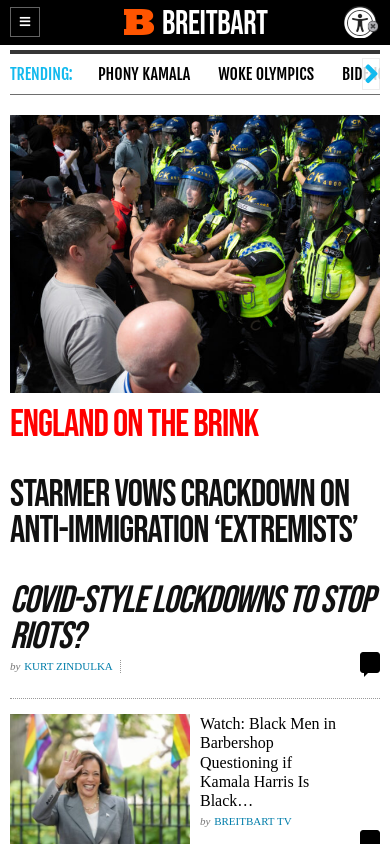 BREITBART
TRENDING: PHONY KAMALA WOKE OLYMPICS BID
ENGLAND ON THE BRINK
STARMER VOWS CRACKDOWN ON
ANTI-IMMIGRATION ‘EXTREMISTS’
COVID-STYLE LOCKDOWNS TO STOP
RIOTS?
by KURT ZINDULKA
Watch: Black Men in
Barbershop
Questioning if
Kamala Harris Is
Black…
by BREITBART TV